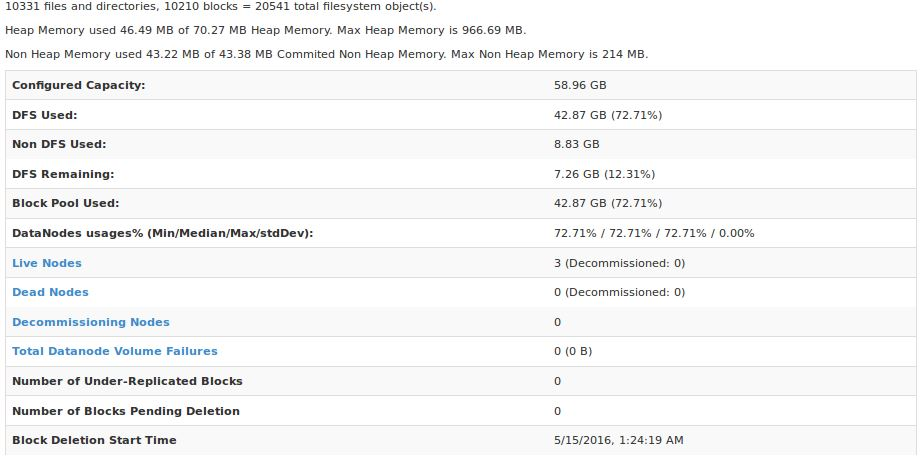 10331 files and directories, 10210 blocks = 20541 total filesystem object(s).
Heap Memory used 46.49 MB of 70.27 MB Heap Memory. Max Heap Memory is 966.69 MB.
Non Heap Memory used 43.22 MB of 43.38 MB Commited Non Heap Memory. Max Non Heap Memory is 214 MB.
Configured Capacity: 58.96 GB
DFS Used: 42.87 GB (72.71%)
Non DFS Used: 8.83 GB
DFS Remaining: 7.26 GB (12.31%)
Block Pool Used: 42.87 GB (72.71%)
DataNodes usages% (Min/Median/Max/stdDev): 72.71% / 72.71% / 72.71% / 0.00%
Live Nodes 3 (Decommissioned: 0)
Dead Nodes 0 (Decommissioned: 0)
Decommissioning Nodes 0
Total Datanode Volume Failures 0 (0 B)
Number of Under-Replicated Blocks 0
Number of Blocks Pending Deletion 0
Block Deletion Start Time 5/15/2016, 1:24:19 AM